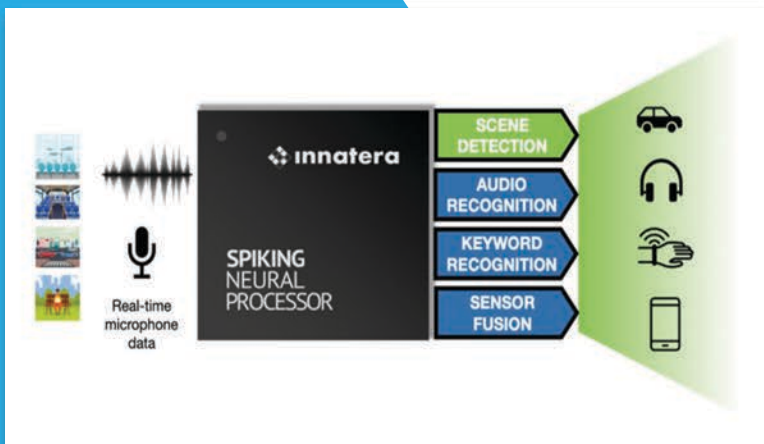 Real-time
microphone
data
innatera
SPIKING
NEURAL
PROCESSOR
SCENE
DETECTION
AUDIO
RECOGNITION
KEYWORD
RECOGNITION
SENSOR
FUSION